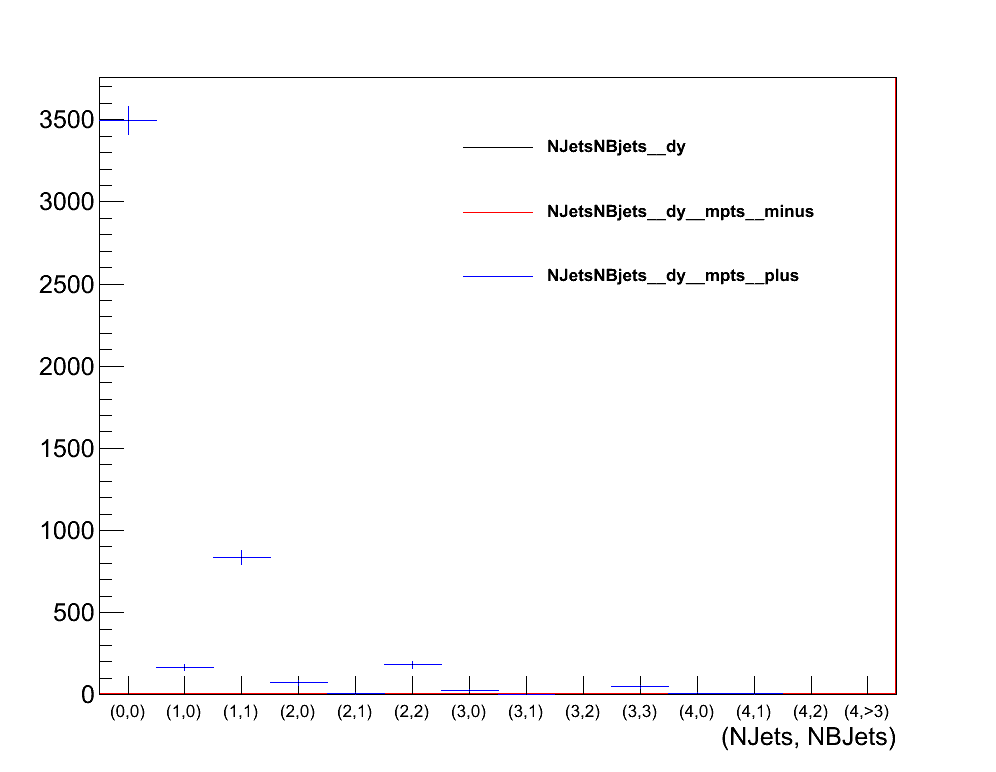 3500
3000
2500
2000
1500
1000
500
0
NJetsNBjets__dy
NJetsNBjets__dy__mpts__minus
NJetsNBjets__dy__mpts__plus
(0,0) (1,0) (1,1) (2,0) (2,1) (2,2) (3,0) (3,1) (3,2) (3,3) (4,0) (4,1) (4,2) (4,>3)
(NJets, NBJets)